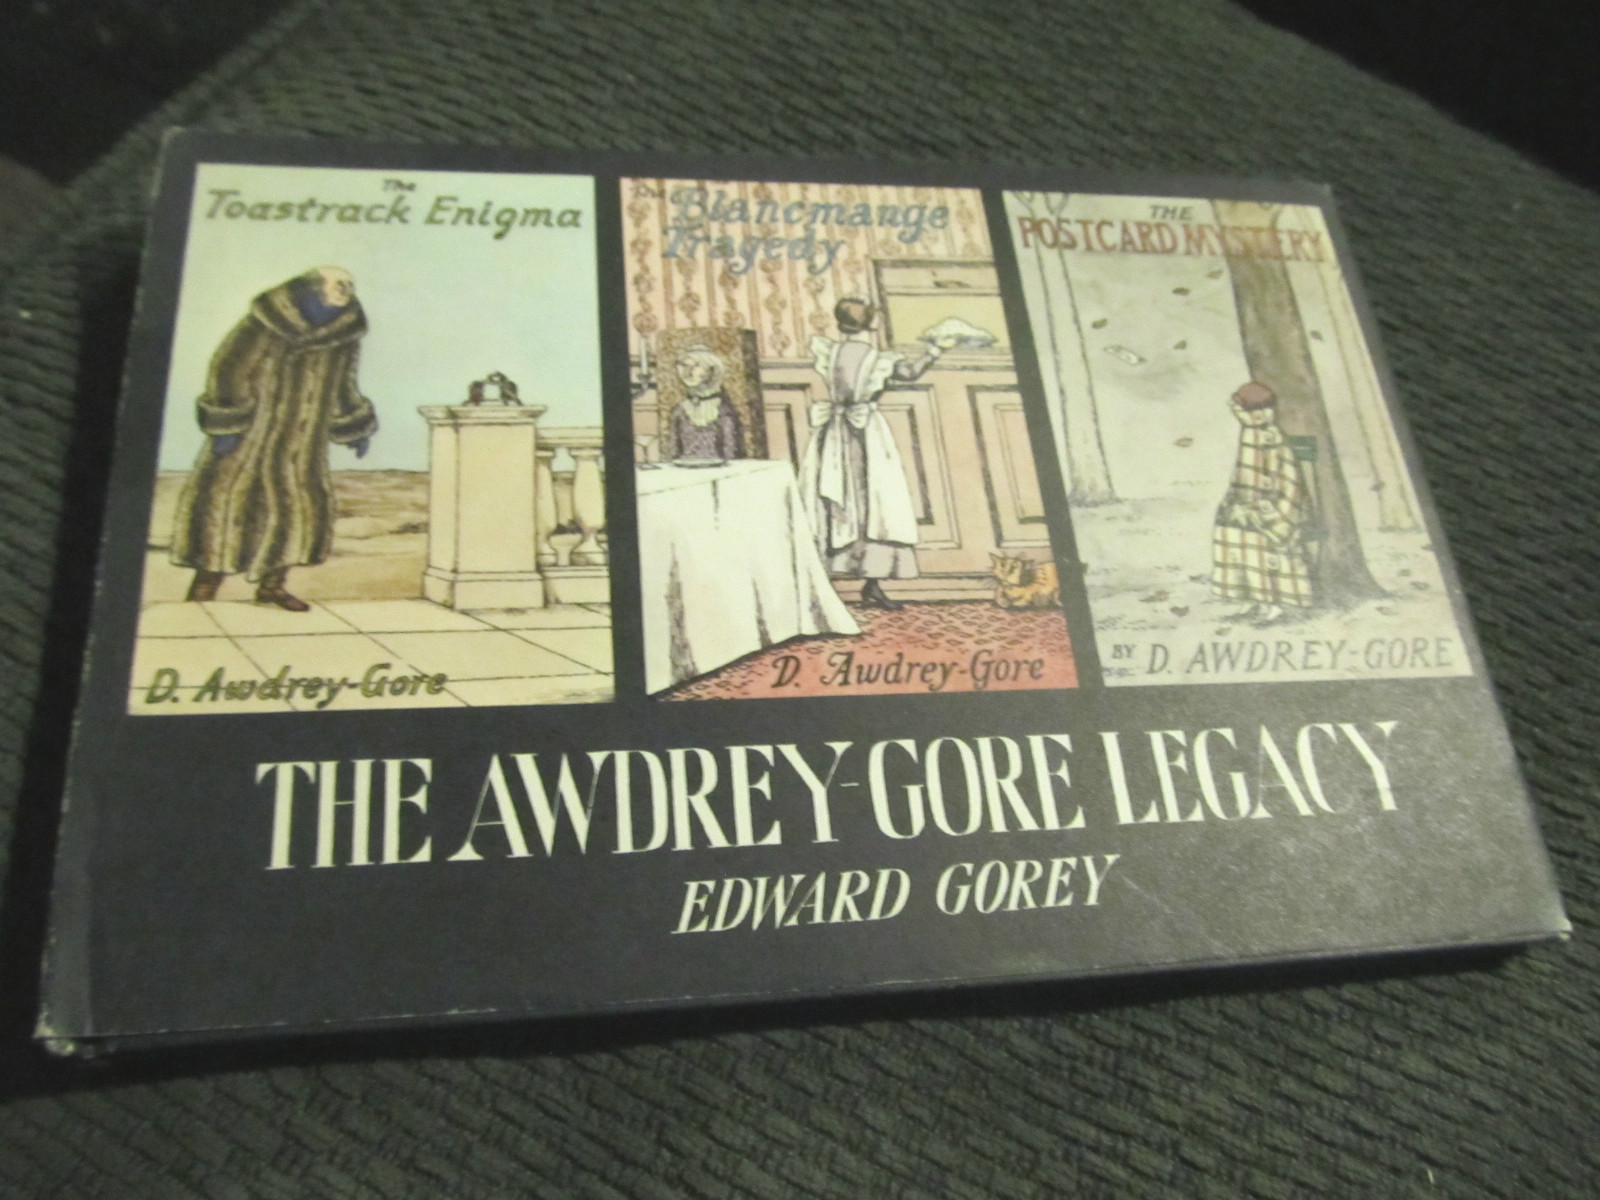 The
Toastrack Enigma
D. Awdrey-Gore
The
Blancmange
Tragedy
D. Awdrey-Gore
THE
POSTCARD MYSTERY
BY D. AWDREY-GORE
THE AWDREY-GORE LEGACY
EDWARD GOREY